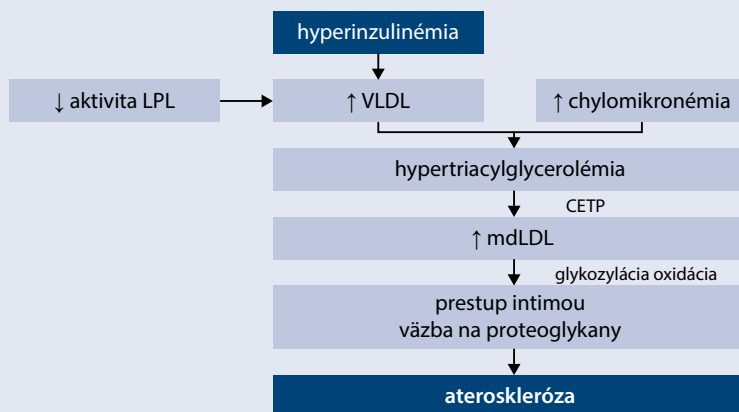 hyperinzulinémia
↓ aktivita LPL
↑ VLDL
↑ chylomikronémia
hypertriacylglycerolémia
CETP
↑ mdLDL
glykozylácia oxidácia
prestup intimou
väzba na proteoglykany
ateroskleróza